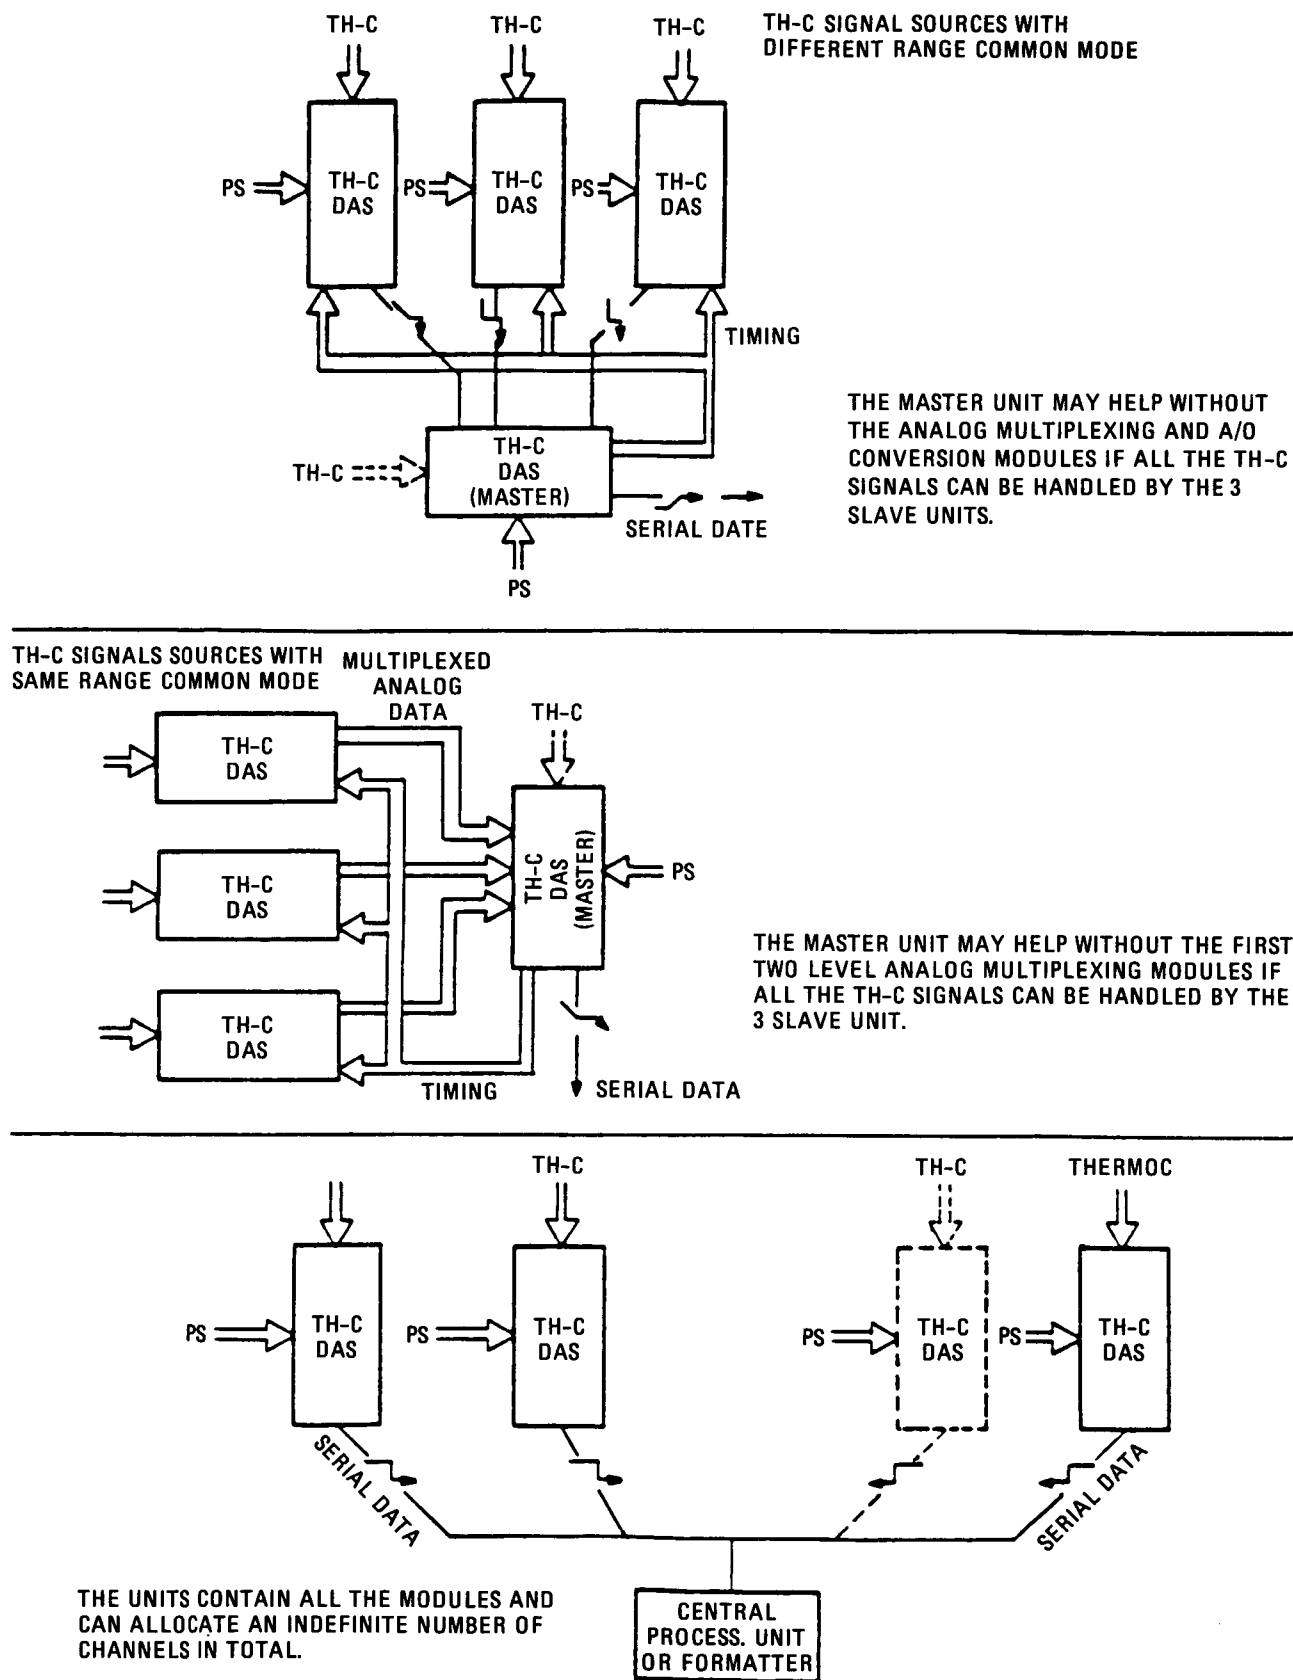 TH-C
TH-C
TH-C
TH-C SIGNAL SOURCES WITH
DIFFERENT RANGE COMMON MODE
PS
TH-C
DAS
PS
TH-C
DAS
PS
TH-C
DAS
TIMING
THE MASTER UNIT MAY HELP WITHOUT
THE ANALOG MULTIPLEXING AND A/O
CONVERSION MODULES IF ALL THE TH-C
SIGNALS CAN BE HANDLED BY THE 3
SLAVE UNITS.
TH-C
TH-C
DAS
(MASTER)
SERIAL DATE
PS
TH-C SIGNALS SOURCES WITH
SAME RANGE COMMON MODE
MULTIPLEXED
ANALOG
DATA
TH-C
TH-C
DAS
TH-C
DAS
TH-C
DAS
TH-C
DAS
(MASTER)
PS
THE MASTER UNIT MAY HELP WITHOUT THE FIRST
TWO LEVEL ANALOG MULTIPLEXING MODULES IF
ALL THE TH-C SIGNALS CAN BE HANDLED BY THE
3 SLAVE UNIT.
TIMING
SERIAL DATA
TH-C
TH-C
THERMOC
PS
TH-C
DAS
PS
TH-C
DAS
PS
TH-C
DAS
PS
TH-C
DAS
SERIAL DATA
SERIAL DATA
THE UNITS CONTAIN ALL THE MODULES AND
CAN ALLOCATE AN INDEFINITE NUMBER OF
CHANNELS IN TOTAL.
CENTRAL
PROCESS. UNIT
OR FORMATTER